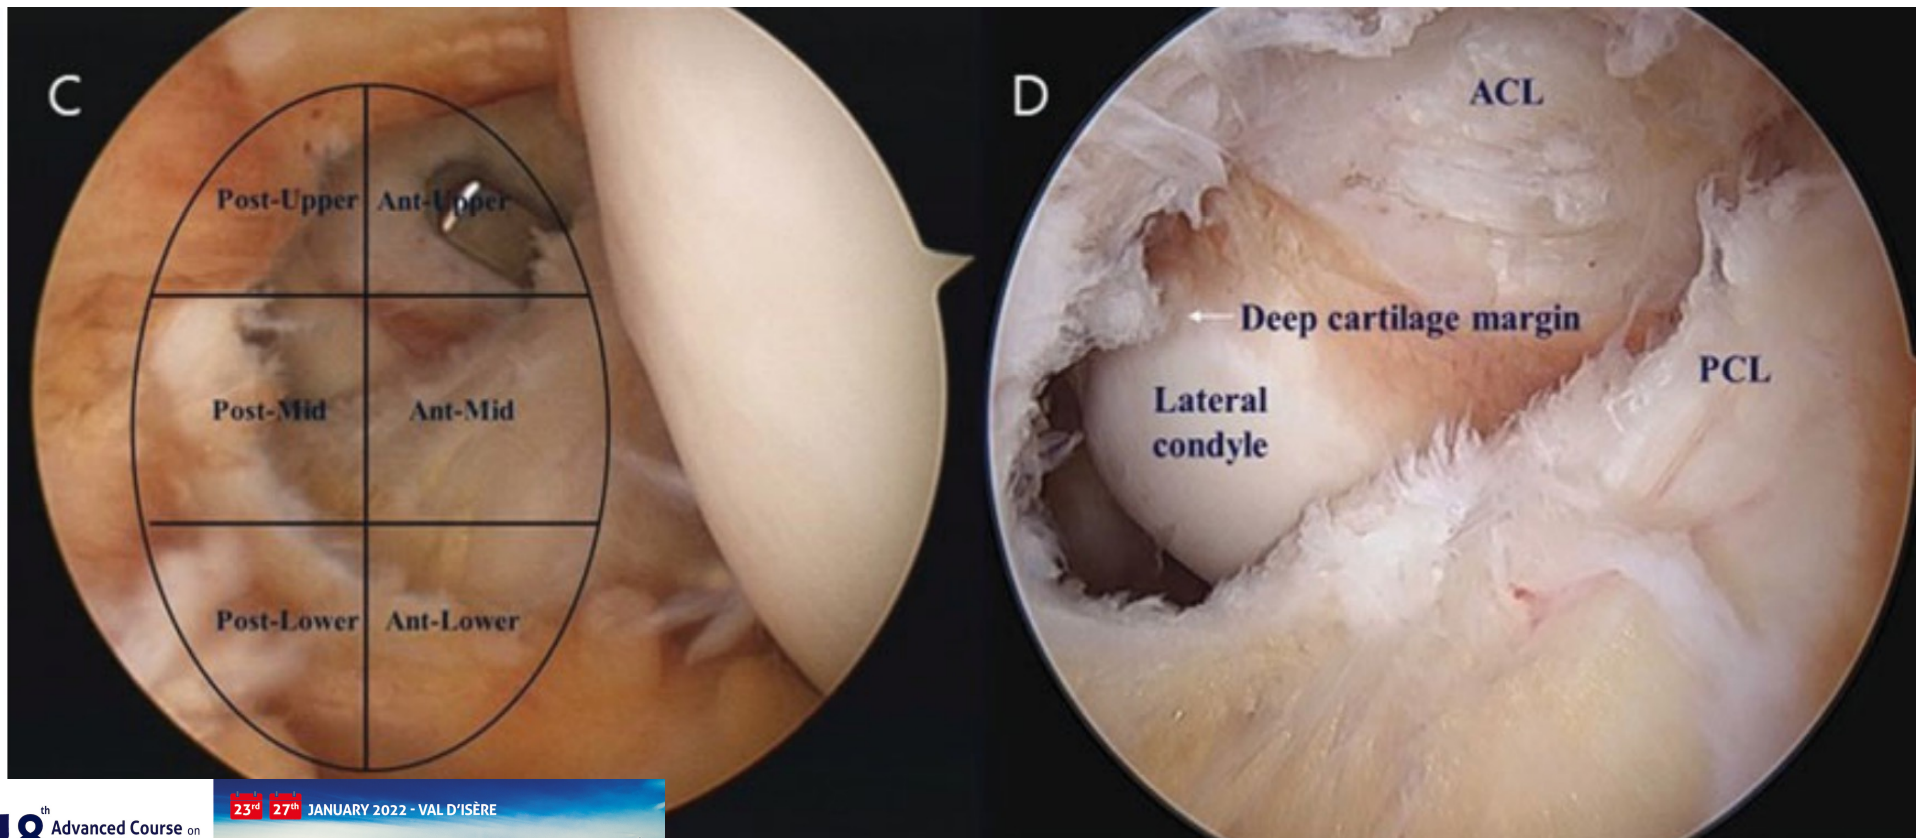 C
Post-Upper Ant-Upper
Post-Mid Ant-Mid
Post-Lower Ant-Lower
D
ACL
Deep cartilage margin
PCL
Lateral
condyle
th
8
Advanced Course on
23rd 27th JANUARY 2022 - VAL D'ISÈRE